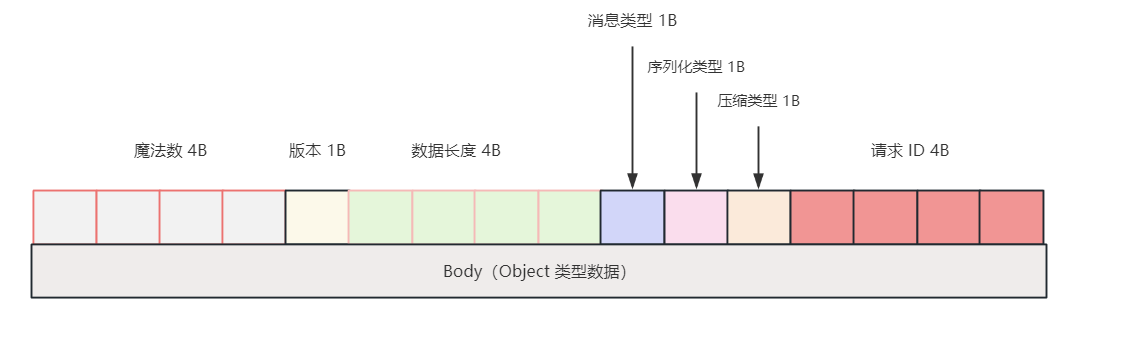 消息类型 1B
序列化类型 1B
压缩类型 1B
魔法数 4B
版本 1B
数据长度 4B
请求 ID 4B
Body（Object 类型数据）